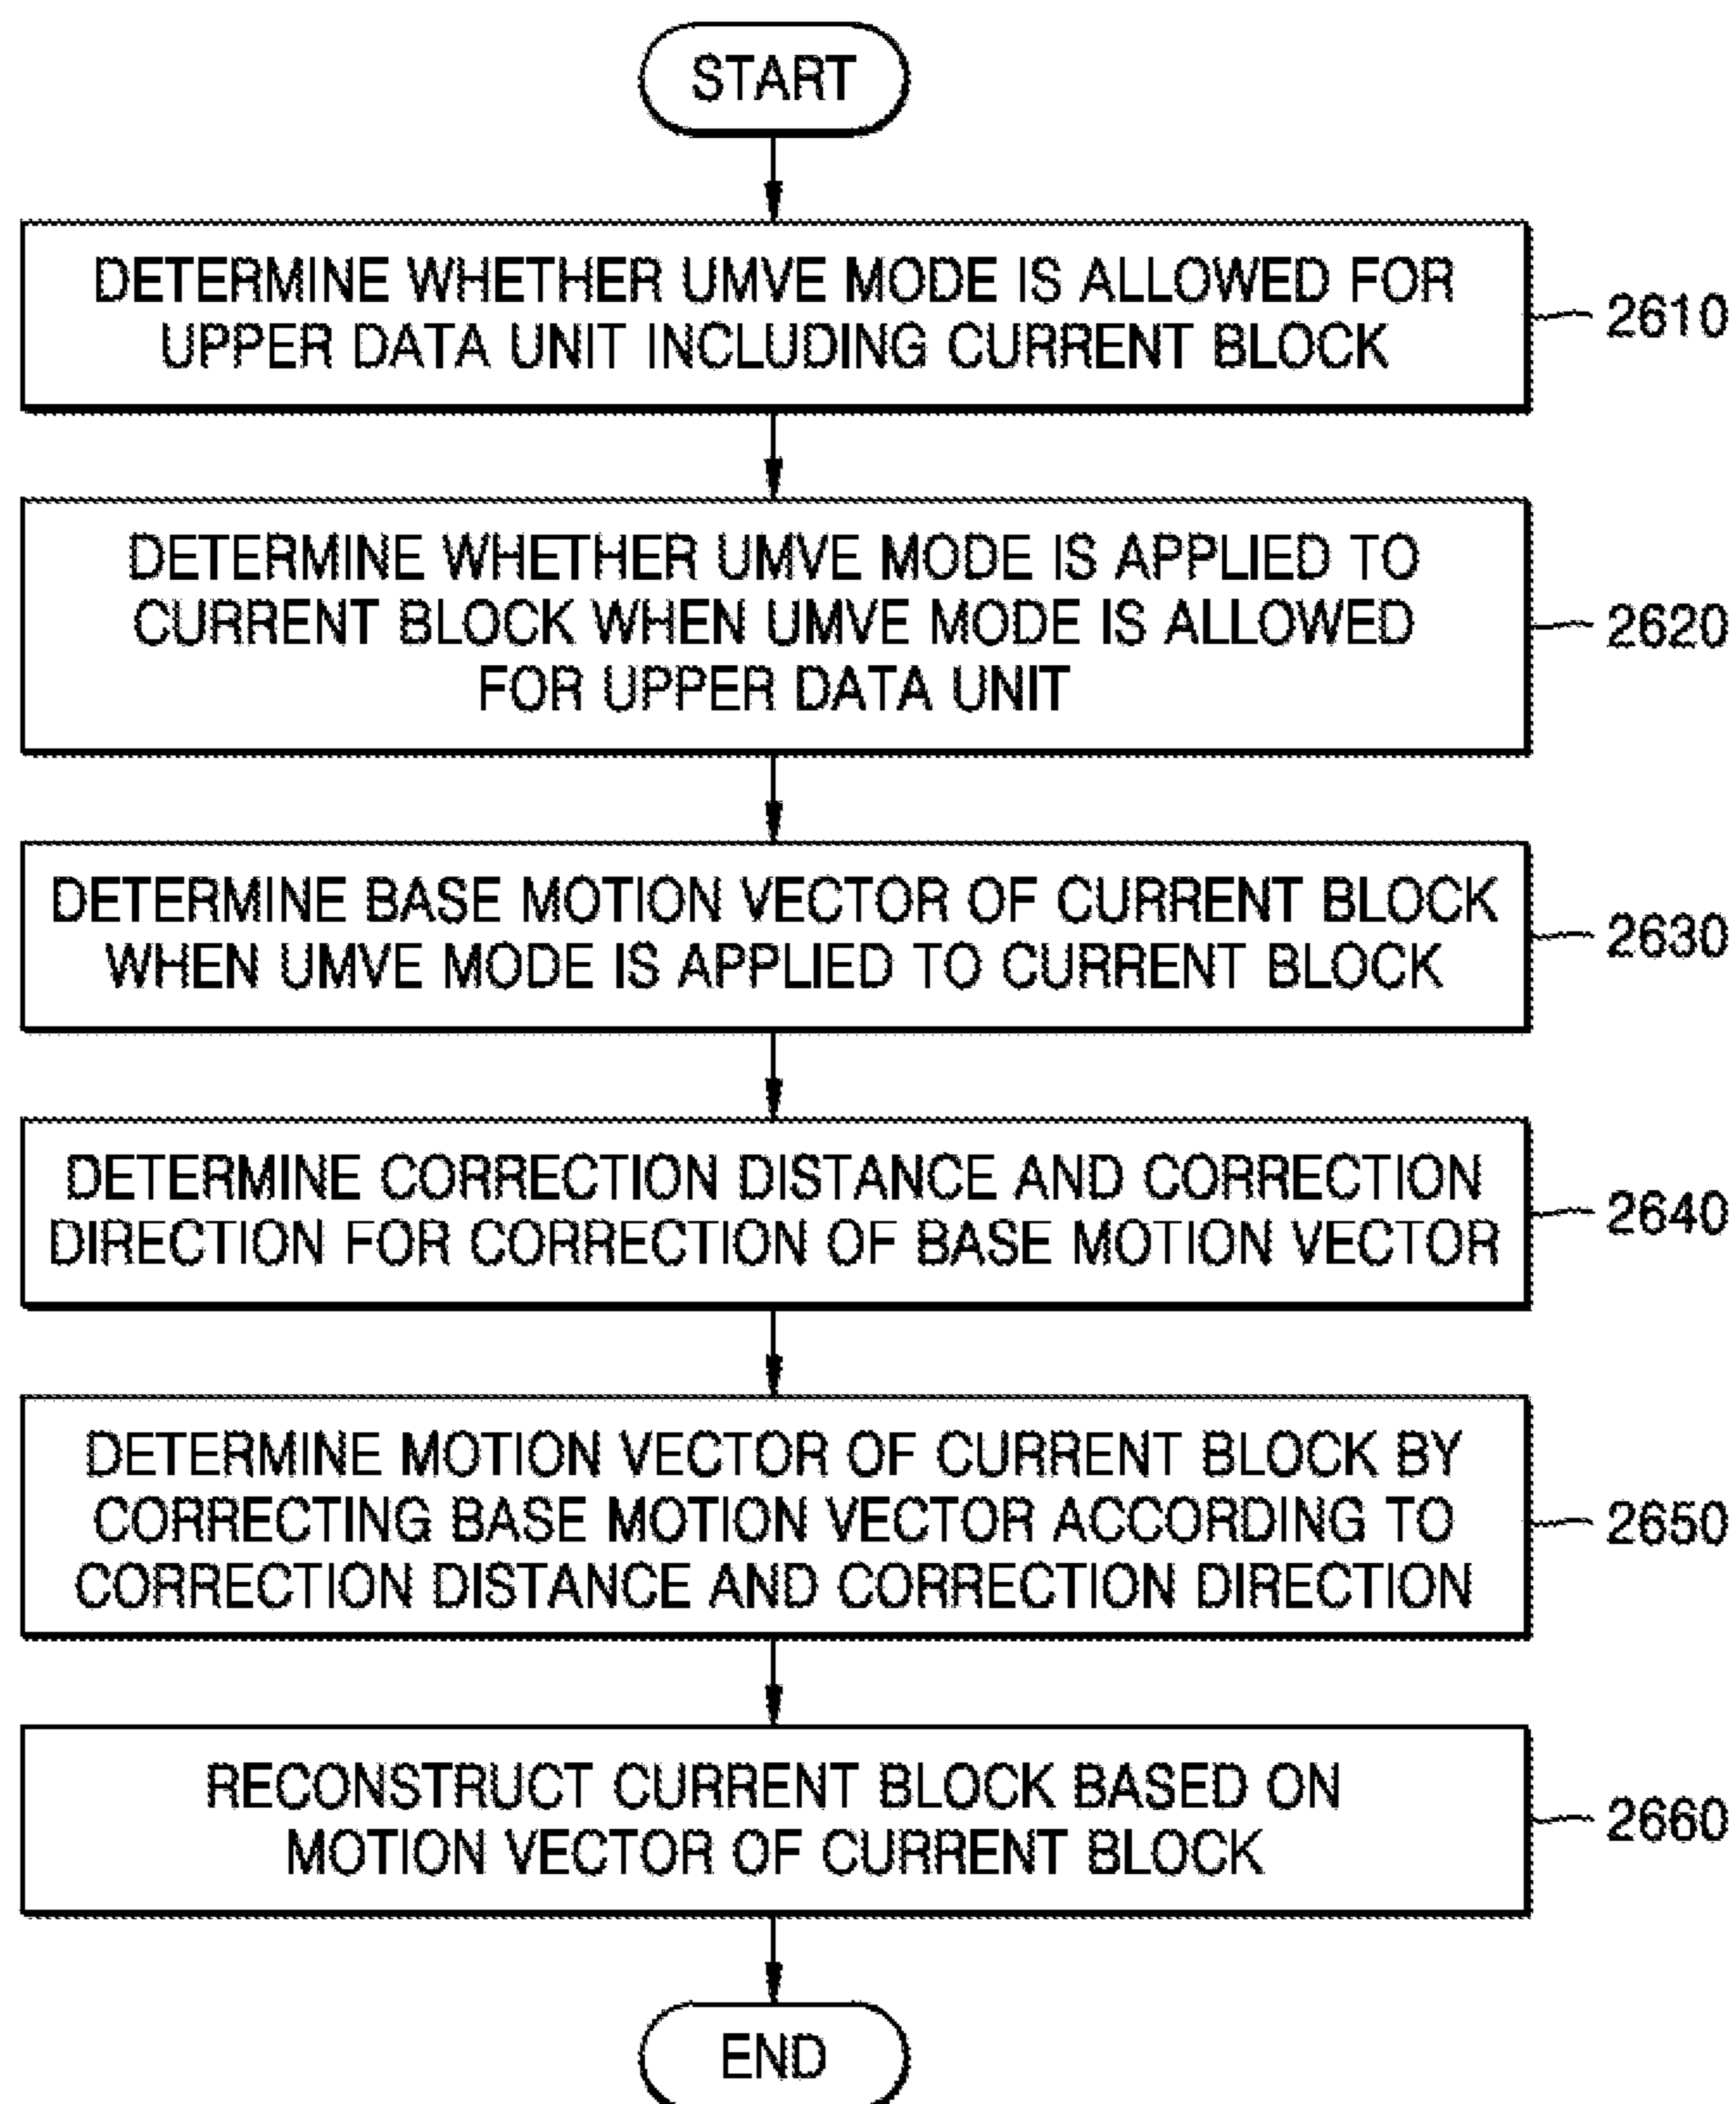 START
DETERMINE WHETHER UMVE MODE IS ALLOWED FOR
UPPER DATA UNIT INCLUDING CURRENT BLOCK
2610
DETERMINE WHETHER UMVE MODE IS APPLIED TO
CURRENT BLOCK WHEN UMVE MODE IS ALLOWED
FOR UPPER DATA UNIT
2620
DETERMINE BASE MOTION VECTOR OF CURRENT BLOCK
WHEN UMVE MODE IS APPLIED TO CURRENT BLOCK
2630
DETERMINE CORRECTION DISTANCE AND CORRECTION
DIRECTION FOR CORRECTION OF BASE MOTION VECTOR
2640
DETERMINE MOTION VECTOR OF CURRENT BLOCK BY
CORRECTING BASE MOTION VECTOR ACCORDING TO
CORRECTION DISTANCE AND CORRECTION DIRECTION
2650
RECONSTRUCT CURRENT BLOCK BASED ON
MOTION VECTOR OF CURRENT BLOCK
2660
END